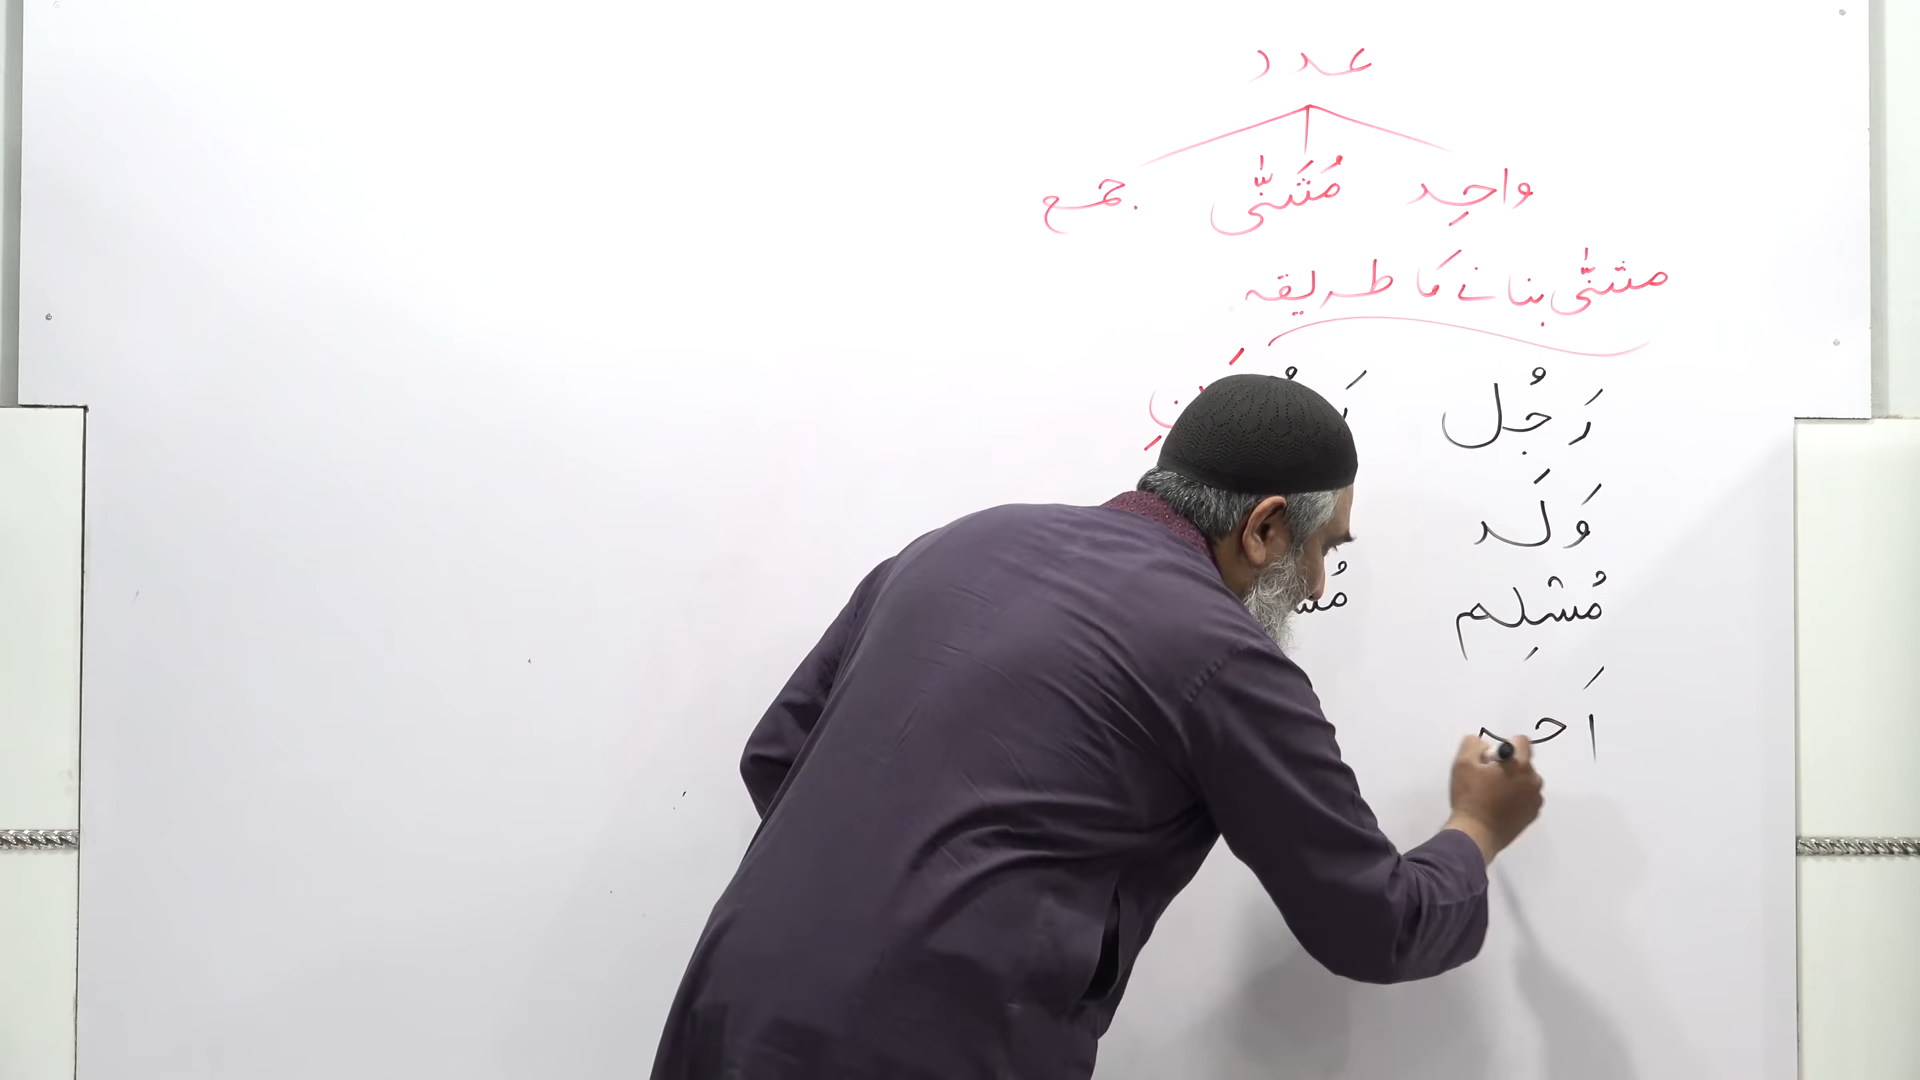 عدد
واحِد مُثَنّٰی جمع
مثنّٰی بنانے کا طریقہ
رَجُل
وَلَد
مُسْلِم